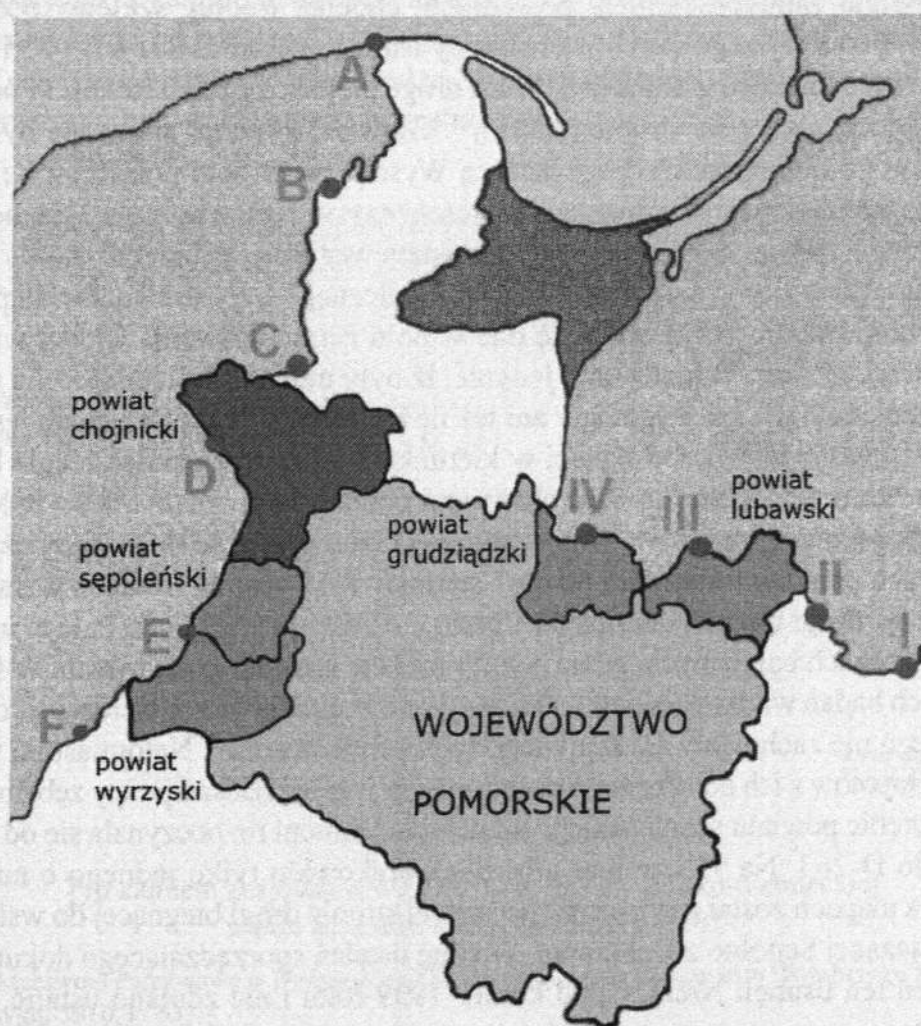 A
B
C
powiat
chojnicki
D
powiat
sępoleński
E
F
powiat
wyrzyski
powiat
grudziądzki
IV
III
powiat
lubawski
II
I
WOJEWÓDZTWO
POMORSKIE